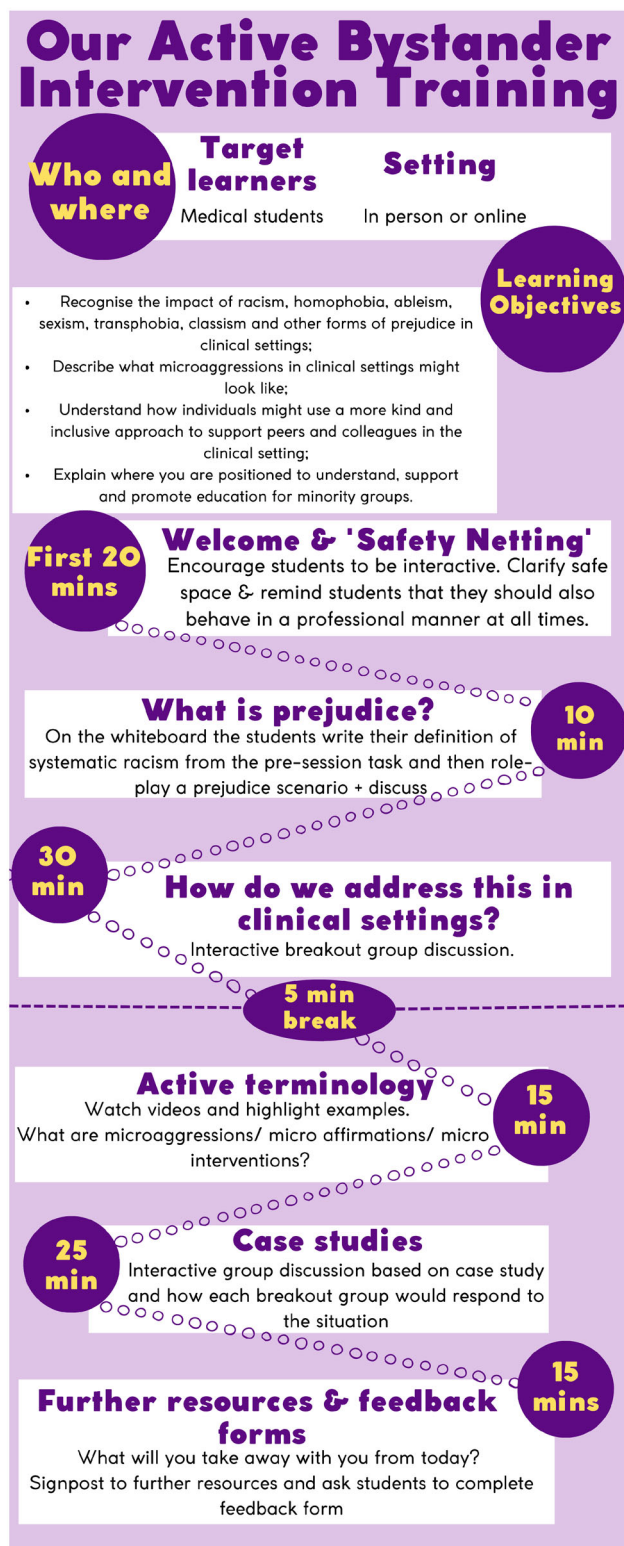 Our Active Bystander
Intervention Training
Who and
where
Target
learners
Medical students
Setting
In person or online
Learning
Objectives
• Recognise the impact of racism, homophobia, ableism,
sexism, transphobia, classism and other forms of prejudice in
clinical settings;
• Describe what microaggressions in clinical settings might
look like;
• Understand how individuals might use a more kind and
inclusive approach to support peers and colleagues in the
clinical setting;
• Explain where you are positioned to understand, support
and promote education for minority groups.
First 20
mins
Welcome & 'Safety Netting'
Encourage students to be interactive. Clarify safe
space & remind students that they should also
behave in a professional manner at all times.
What is prejudice?
On the whiteboard the students write their definition of
systematic racism from the pre-session task and then role-
play a prejudice scenario + discuss
10
min
30
min
How do we address this in
clinical settings?
Interactive breakout group discussion.
5 min
break
Active terminology
Watch videos and highlight examples.
What are microaggressions/ micro affirmations/ micro
interventions?
15
min
25
min
Case studies
Interactive group discussion based on case study
and how each breakout group would respond to
the situation
15
mins
Further resources & feedback
forms
What will you take away with you from today?
Signpost to further resources and ask students to complete
feedback form